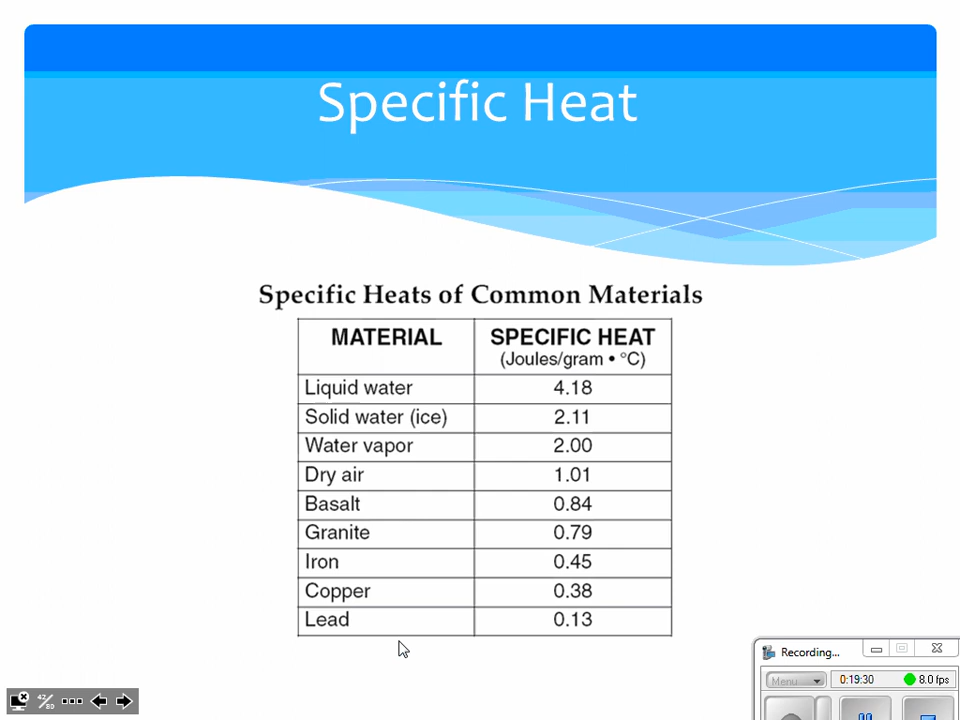 Specific Heat
Specific Heats of Common Materials
MATERIAL SPECIFIC HEAT
(Joules/gram • °C)
Liquid water 4.18
Solid water (ice) 2.11
Water vapor 2.00
Dry air 1.01
Basalt 0.84
Granite 0.79
Iron 0.45
Copper 0.38
Lead 0.13
Recording...
Menu 0:19:30 8.0 fps